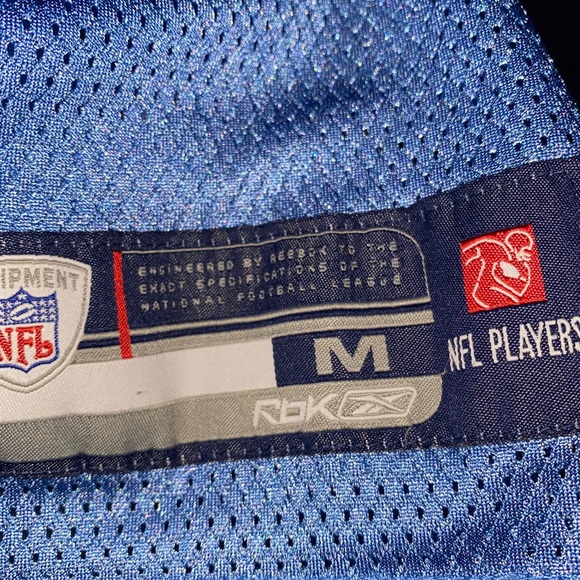 IPMENT
NFL
ENGINEERED BY REEBOK TO THE
EXACT SPECIFICATIONS OF THE
NATIONAL FOOTBALL LEAGUE
M
RbK
NFL PLAYERS